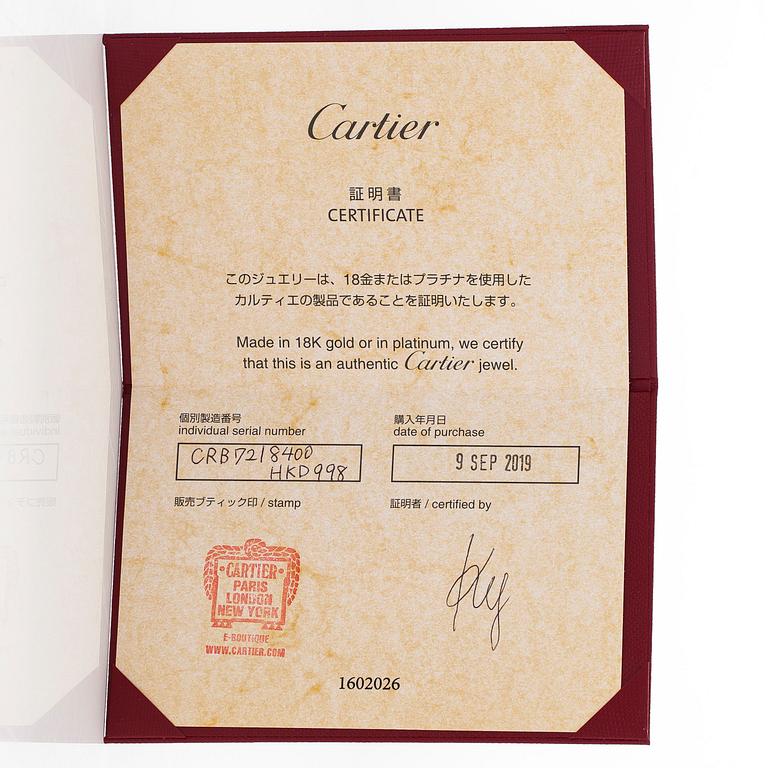 Cartier
証明書
CERTIFICATE
このジュエリーは、18金またはプラチナを使用した
カルティエの製品であることを証明いたします。
Made in 18K gold or in platinum, we certify
that this is an authentic Cartier jewel.
個別製造番号
individual serial number
CRB7218400
HKD998
購入年月日
date of purchase
9 SEP 2019
販売ブティック印 / stamp
証明者 / certified by
CARTIER
PARIS
LONDON
NEW YORK
E-BOUTIQUE
WWW.CARTIER.COM
1602026